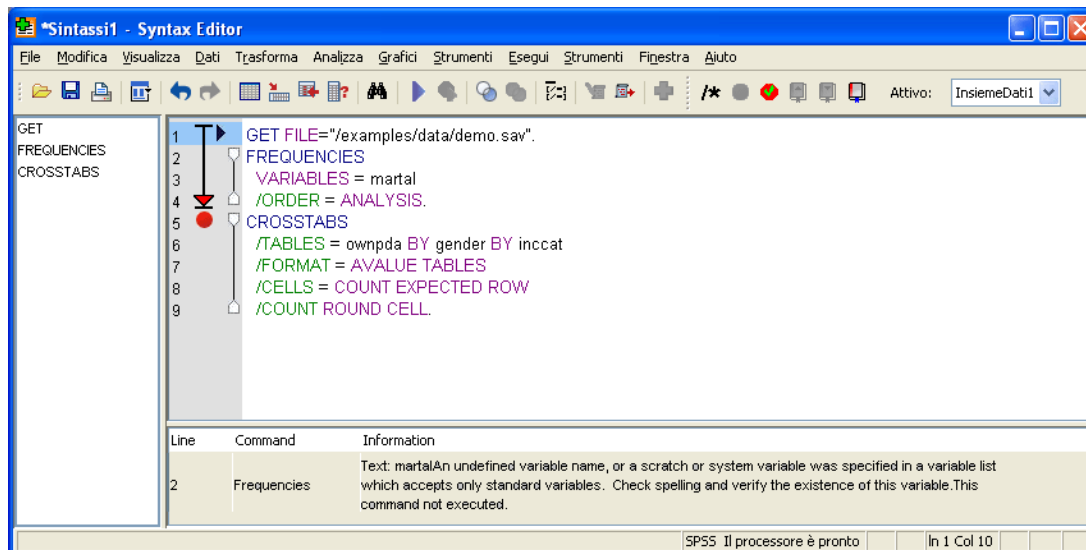 *Sintassi1 - Syntax Editor
File Modifica Visualizza Dati Trasforma Analizza Grafici Strumenti Esegui Strumenti Finestra Aiuto
/* Attivo: InsiemeDati1
GET
FREQUENCIES
CROSSTABS
1 GET FILE="/examples/data/demo.sav".
2 FREQUENCIES
3 VARIABLES = martal
4 /ORDER = ANALYSIS.
5 CROSSTABS
6 /TABLES = ownpda BY gender BY inccat
7 /FORMAT = AVALUE TABLES
8 /CELLS = COUNT EXPECTED ROW
9 /COUNT ROUND CELL.
Line Command Information
2 Frequencies Text: martalAn undefined variable name, or a scratch or system variable was specified in a variable list
which accepts only standard variables. Check spelling and verify the existence of this variable.This
command not executed.
SPSS Il processore è pronto In 1 Col 10